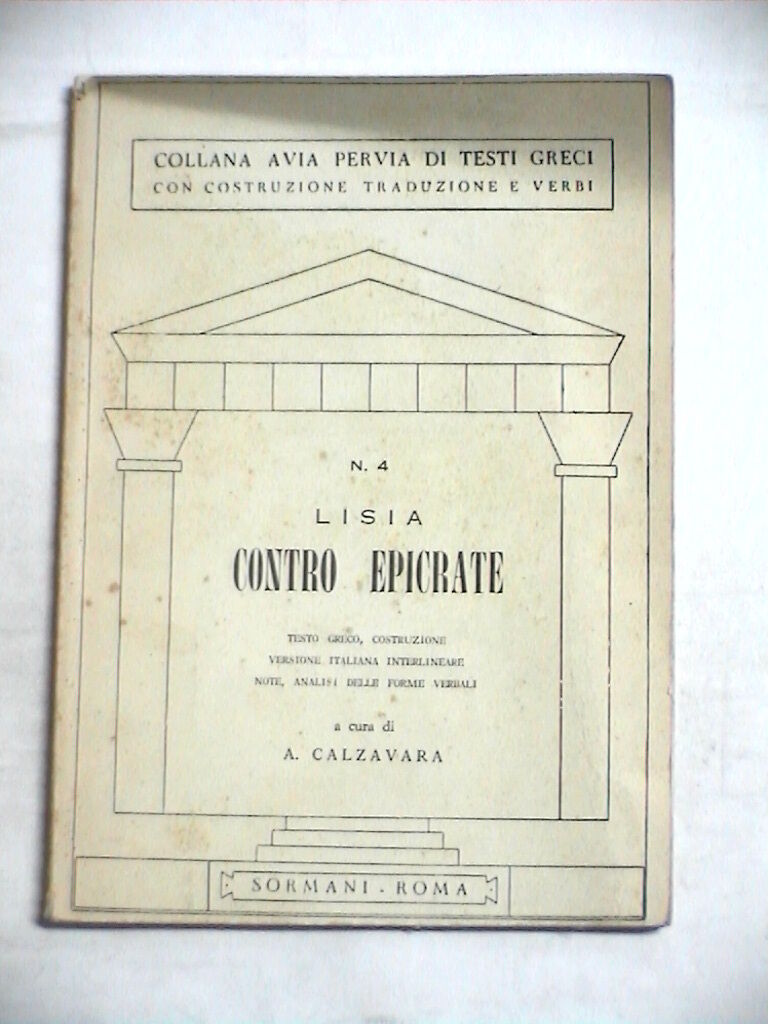 COLLANA AVIA PERVIA DI TESTI GRECI
CON COSTRUZIONE TRADUZIONE E VERBI
N. 4
LISIA
CONTRO EPICRATE
TESTO GRECO, COSTRUZIONE
VERSIONE ITALIANA INTERLINEARE
NOTE, ANALISI DELLE FORME VERBALI
a cura di
A. CALZAVARA
SORMANI - ROMA